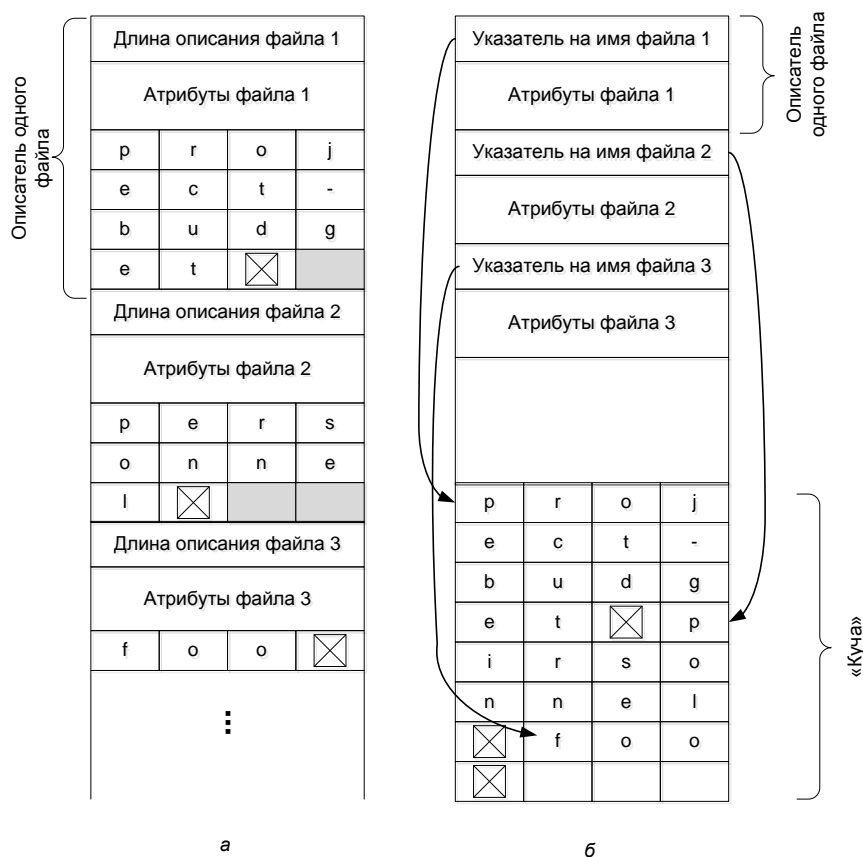 Описатель одного
файла
Длина описания файла 1
Атрибуты файла 1
p r o j
e c t -
b u d g
e t
Длина описания файла 2
Атрибуты файла 2
p e r s
o n n e
l
Длина описания файла 3
Атрибуты файла 3
f o o
⋮
а
Указатель на имя файла 1
Атрибуты файла 1
Указатель на имя файла 2
Атрибуты файла 2
Указатель на имя файла 3
Атрибуты файла 3
Описатель
одного файла
p r o j
e c t -
b u d g
e t p
i r s o
n n e l
f o o
«Куча»
б